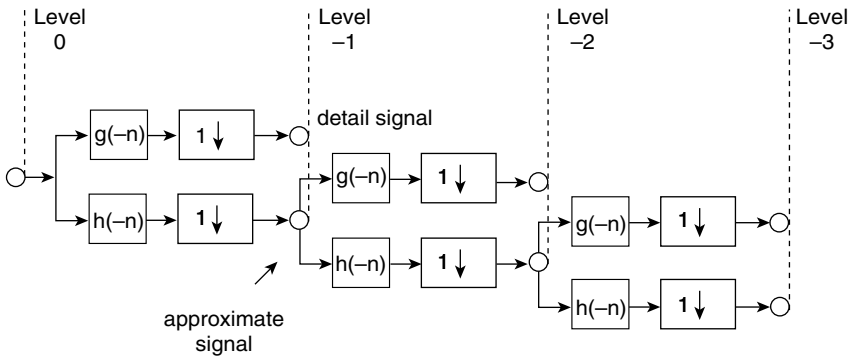 Level
0
Level
–1
Level
–2
Level
–3
g(–n)
1↓
detail signal
h(–n)
1↓
g(–n)
1↓
h(–n)
1↓
g(–n)
1↓
h(–n)
1↓
approximate
signal